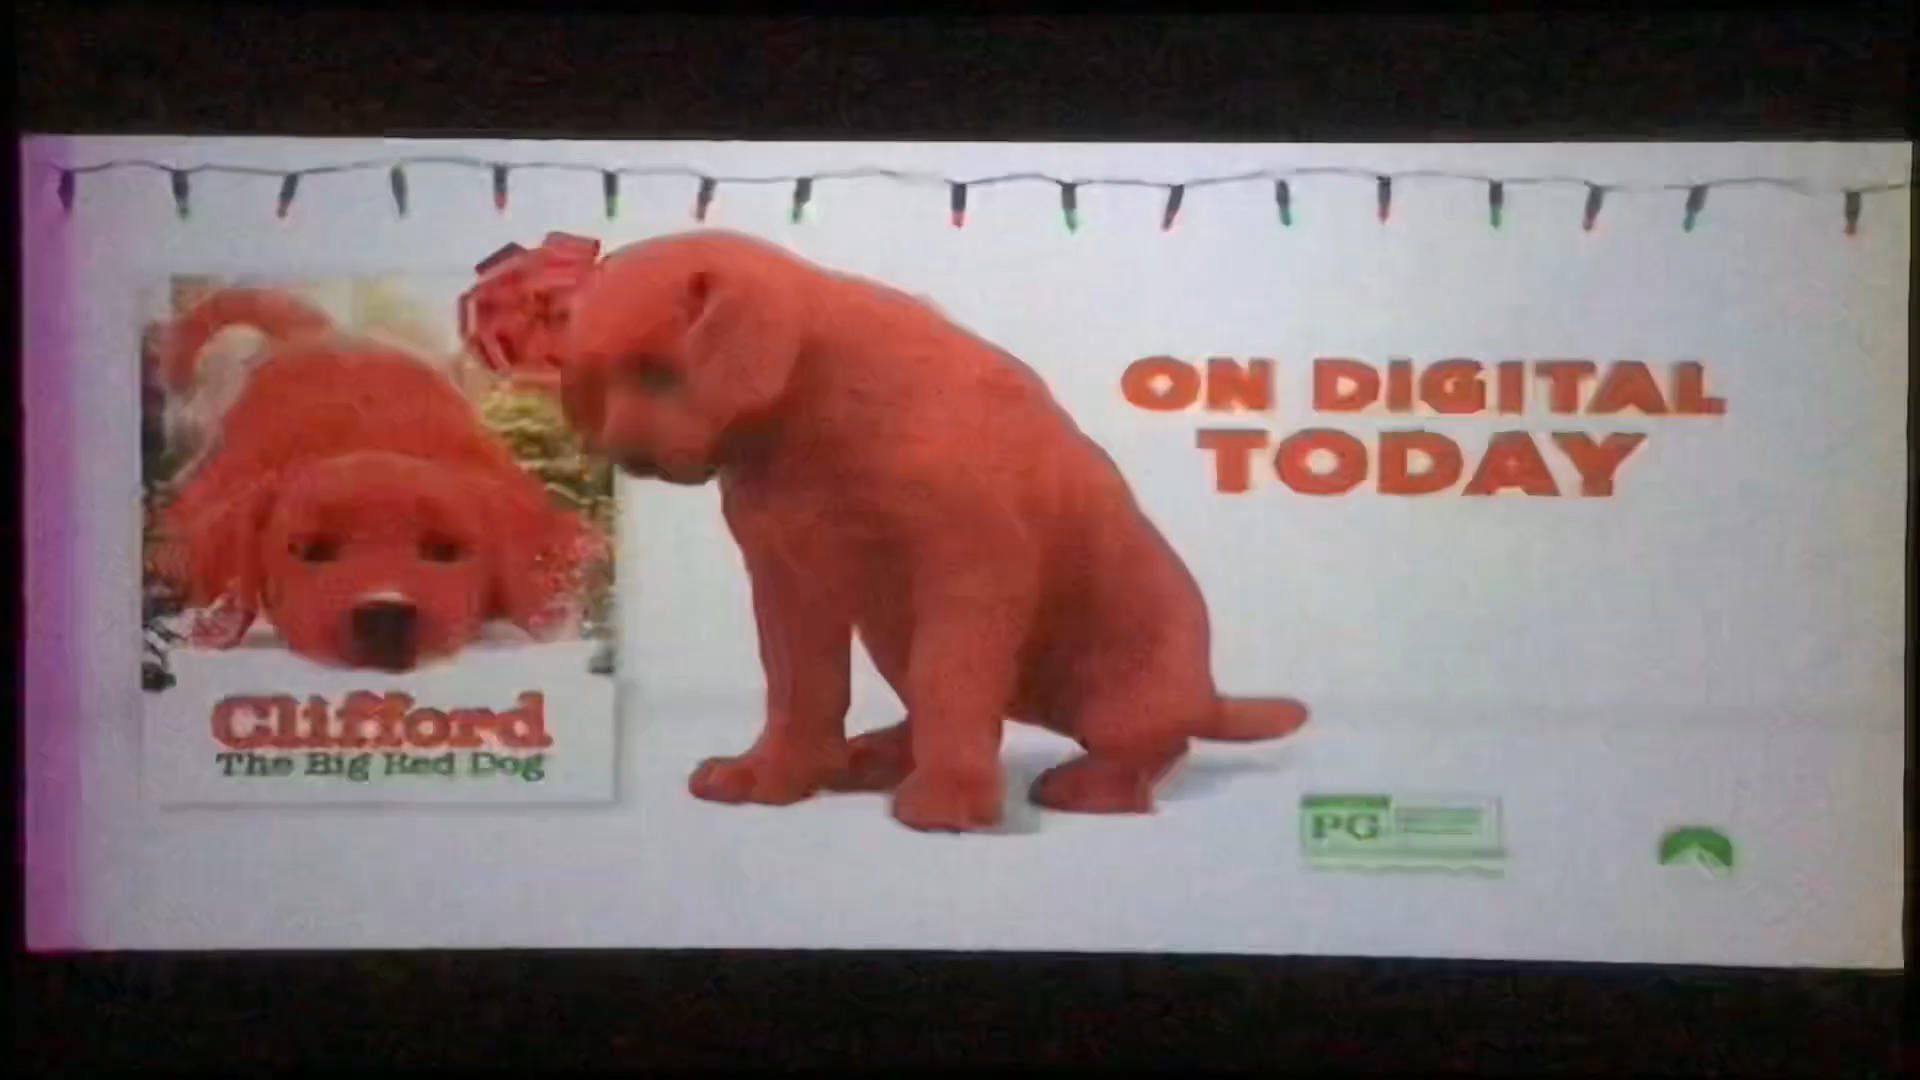 Clifford
The Big Red Dog
ON DIGITAL
TODAY
PG